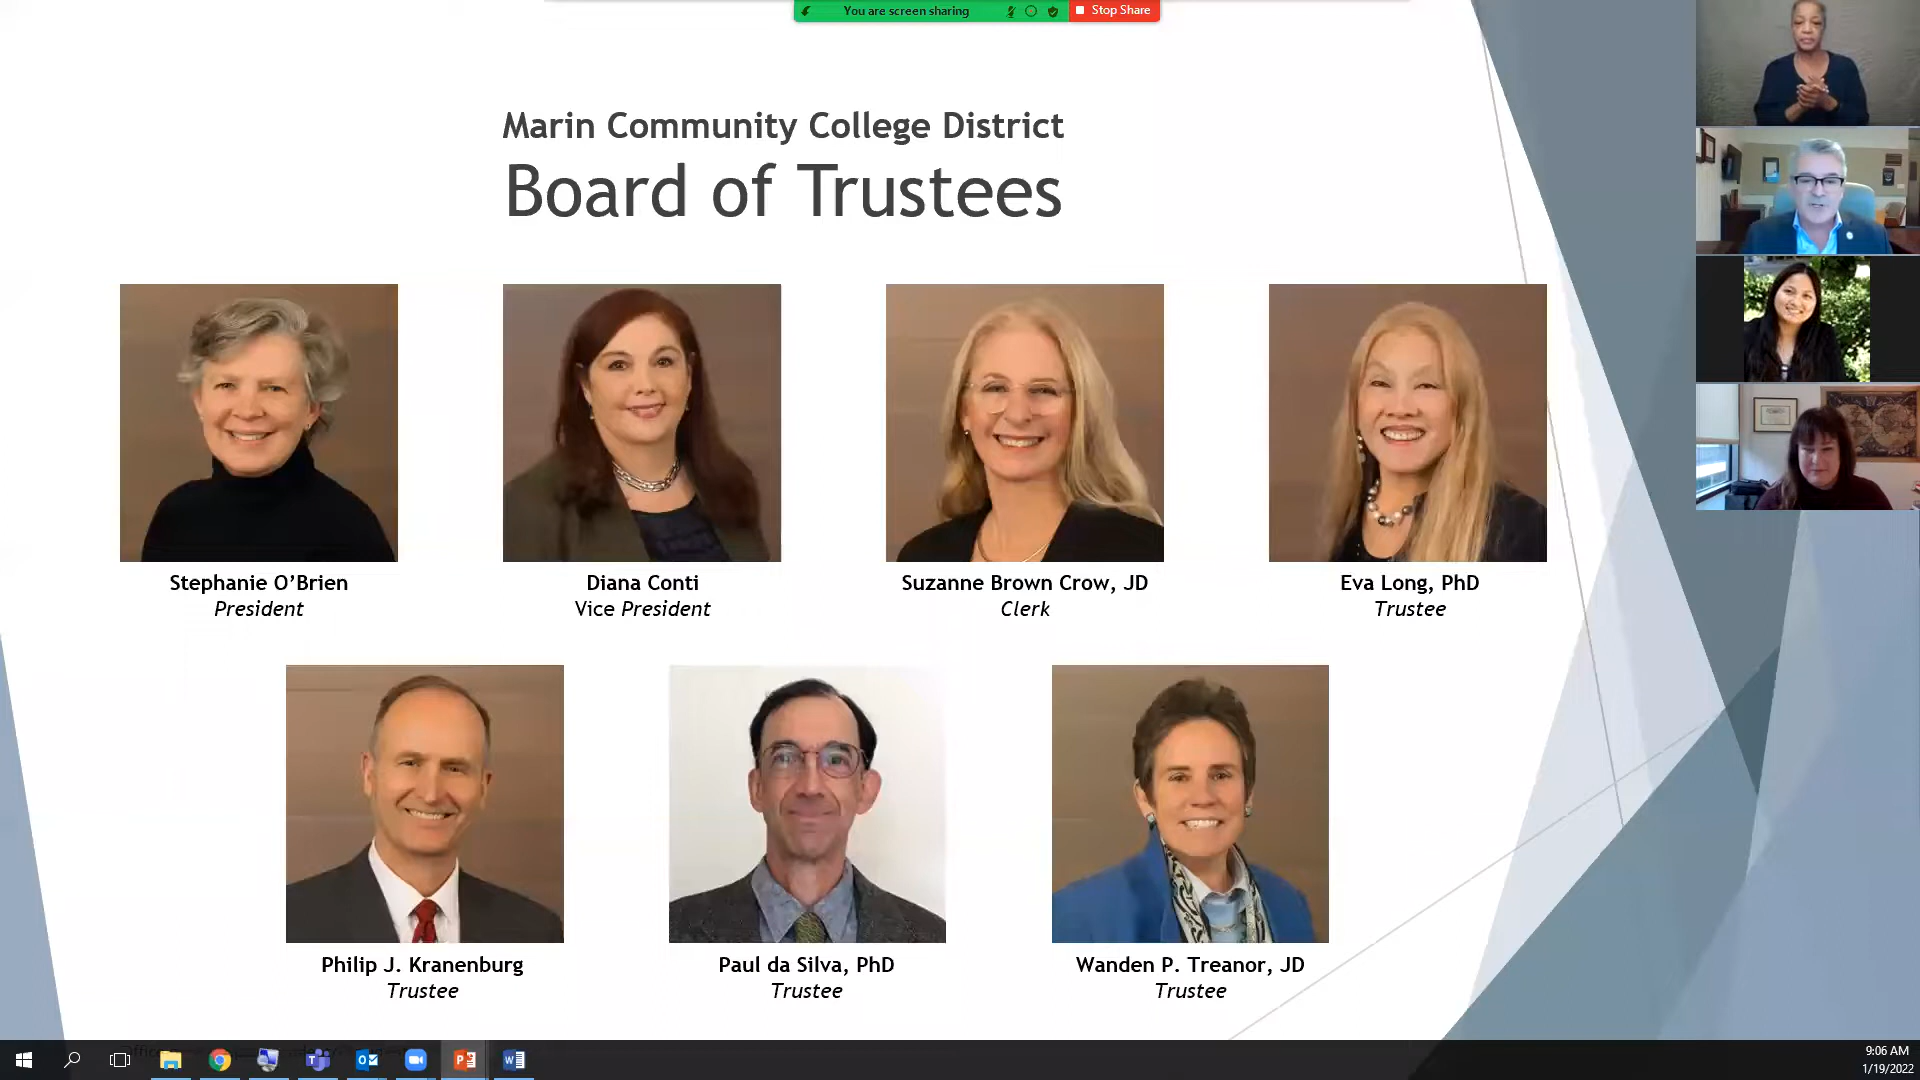 You are screen sharing
Stop Share
Marin Community College District
Board of Trustees
Stephanie O’Brien
President
Diana Conti
Vice President
Suzanne Brown Crow, JD
Clerk
Eva Long, PhD
Trustee
Philip J. Kranenburg
Trustee
Paul da Silva, PhD
Trustee
Wanden P. Treanor, JD
Trustee
9:06 AM
1/19/2022